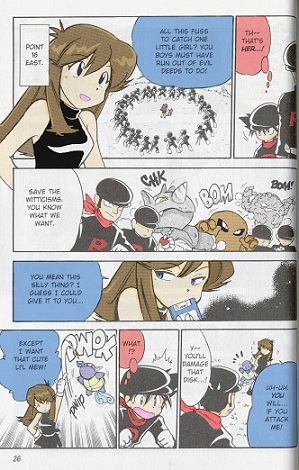 POINT
16
EAST.
ALL THIS FUSS
TO CATCH ONE
LITTLE GIRL? YOU
BOYS MUST HAVE
RUN OUT OF EVIL
DEEDS TO DO!
TH--
THAT'S
HER...!
SAVE THE
WITTICISMS.
YOU KNOW
WHAT WE
WANT.
R
BOM
BOOM!
YOU MEAN THIS
SILLY THING? I
GUESS I COULD
GIVE IT TO YOU...
EXCEPT
I WANT
THAT CUTE
LI'L MEW!
WHAT
!?
Y--
YOU'LL
DAMAGE
THAT
DISK...!
UH-UH.
YOU
WILL...
IF YOU
ATTACK
ME!
26